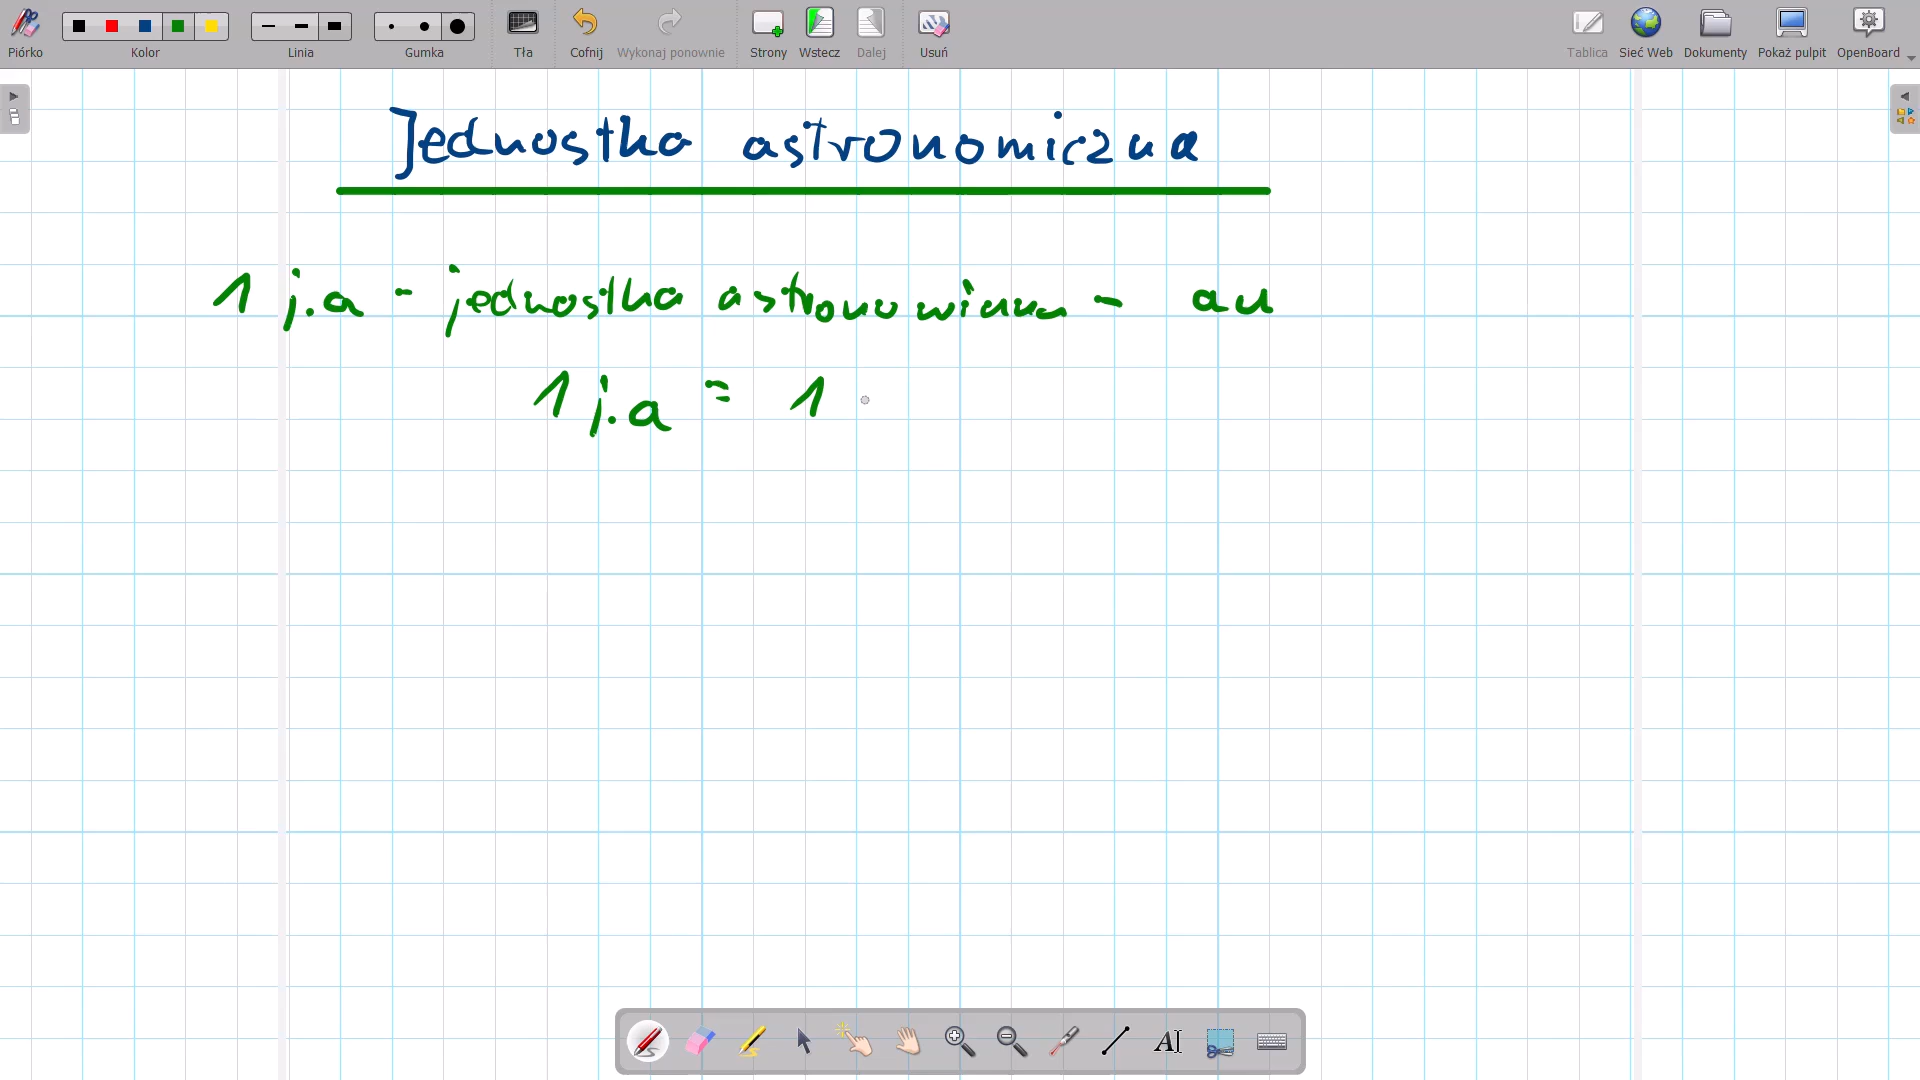 Piórko
Kolor
Linia
Gumka
Tła
Cofnij
Wykonaj ponownie
Strony
Wstecz
Dalej
Usuń
Tablica
Sieć Web
Dokumenty
Pokaż pulpit
OpenBoard
Jednostka astronomiczna
1 j.a - jednostka astronomiczna - au
1 j.a = 1